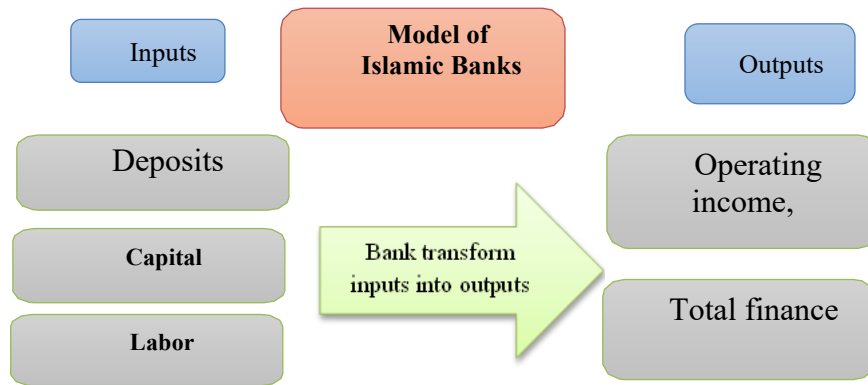 Inputs
Model of
Islamic Banks
Outputs
Deposits
Capital
Labor
Bank transform
inputs into outputs
Operating
income,
Total finance